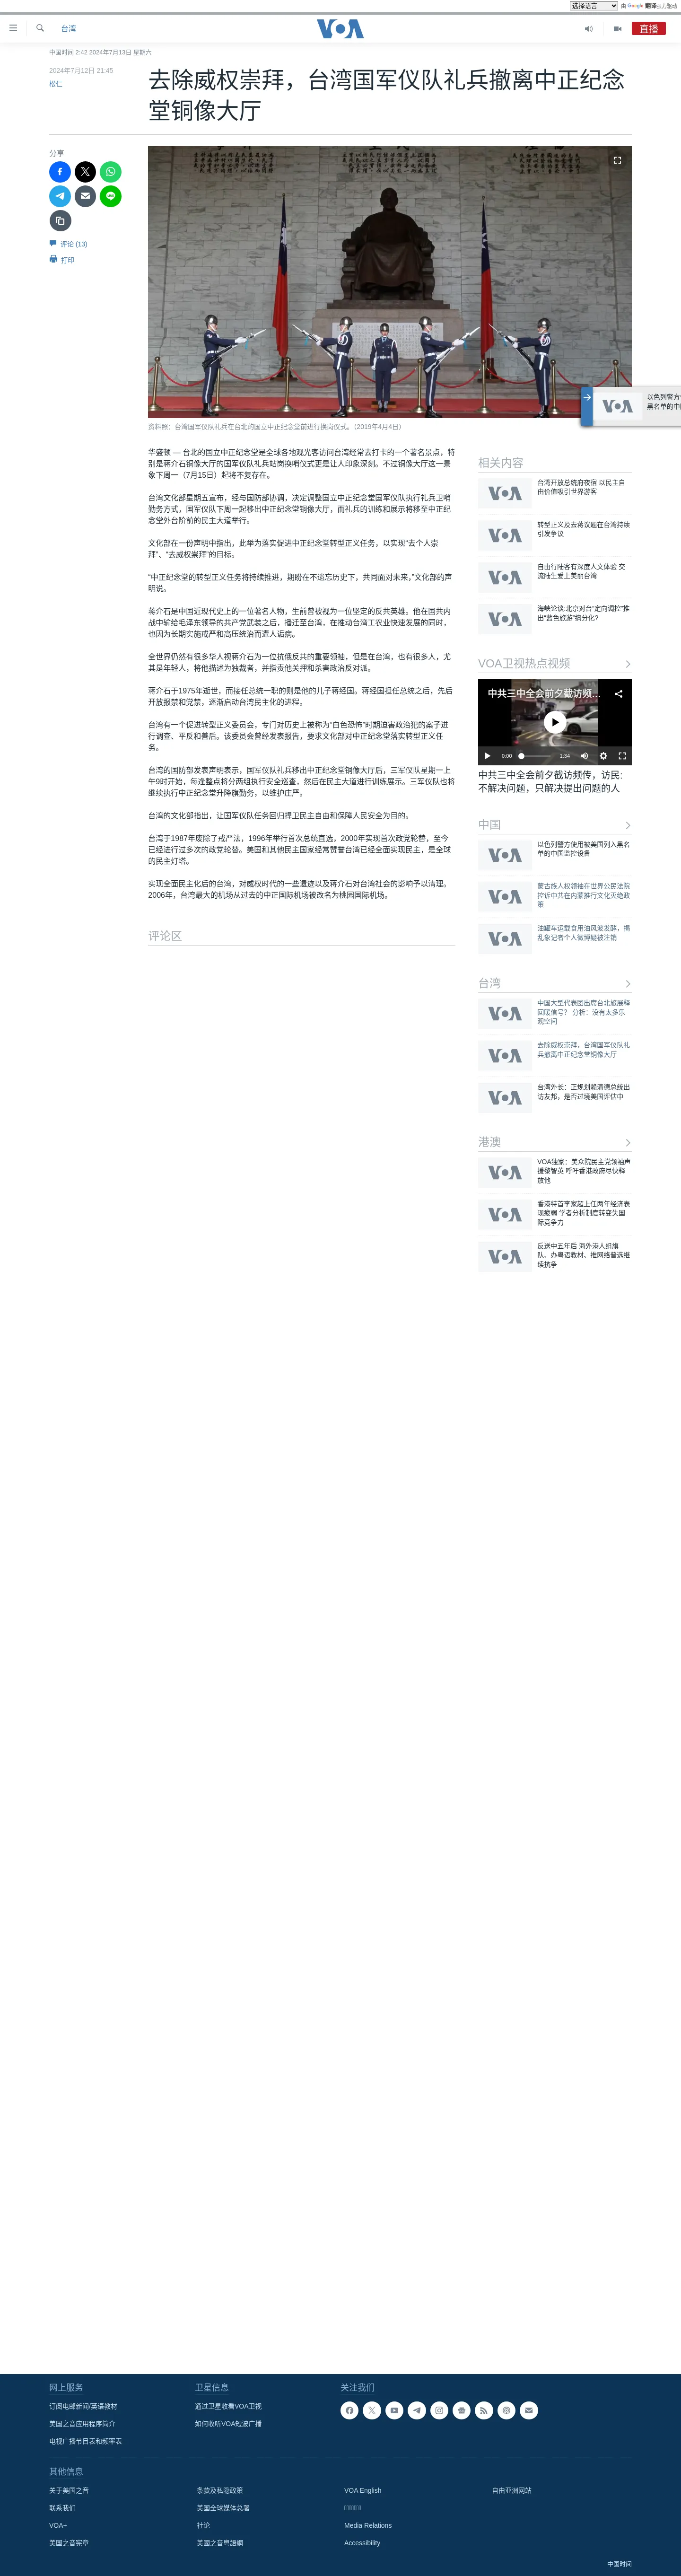 选择语言 由 Google 翻译强力驱动
台湾
VOA
直播
中国时间 2:42 2024年7月13日 星期六
2024年7月12日 21:45
松仁
去除威权崇拜，台湾国军仪队礼兵撤离中正纪念
堂铜像大厅
分享
评论 (13)
打印
资料照：台湾国军仪队礼兵在台北的国立中正纪念堂前进行换岗仪式。（2019年4月4日）
以色列警方使
黑名单的中国
VOA
华盛顿 — 台北的国立中正纪念堂是全球各地观光客访问台湾经常去打卡的一个著名景点，特
别是蒋介石铜像大厅的国军仪队礼兵站岗换哨仪式更是让人印象深刻。不过铜像大厅这一景
象下周一（7月15日）起将不复存在。
台湾文化部星期五宣布，经与国防部协调，决定调整国立中正纪念堂国军仪队执行礼兵卫哨
勤务方式，国军仪队下周一起移出中正纪念堂铜像大厅，而礼兵的训练和展示将移至中正纪
念堂外台阶前的民主大道举行。
文化部在一份声明中指出，此举为落实促进中正纪念堂转型正义任务，以实现“去个人崇
拜”、“去威权崇拜”的目标。
“中正纪念堂的转型正义任务将持续推进，期盼在不遗忘历史下，共同面对未来，”文化部的声
明说。
蒋介石是中国近现代史上的一位著名人物，生前曾被视为一位坚定的反共英雄。他在国共内
战中输给毛泽东领导的共产党武装之后，播迁至台湾，在推动台湾工农业快速发展的同时，
也因为长期实施戒严和高压统治而遭人诟病。
全世界仍然有很多华人视蒋介石为一位抗俄反共的重要领袖，但是在台湾，也有很多人，尤
其是年轻人，将他描述为独裁者，并指责他关押和杀害政治反对派。
蒋介石于1975年逝世，而接任总统一职的则是他的儿子蒋经国。蒋经国担任总统之后，先后
开放报禁和党禁，逐渐启动台湾民主化的进程。
台湾有一个促进转型正义委员会，专门对历史上被称为“白色恐怖”时期迫害政治犯的案子进
行调查、平反和善后。该委员会曾经发表报告，要求文化部对中正纪念堂落实转型正义任
务。
台湾的国防部发表声明表示，国军仪队礼兵移出中正纪念堂铜像大厅后，三军仪队星期一上
午9时开始，每逢整点将分两组执行安全巡查，然后在民主大道进行训练展示。三军仪队也将
继续执行中正纪念堂升降旗勤务，以维护庄严。
台湾的文化部指出，让国军仪队任务回归捍卫民主自由和保障人民安全为目的。
台湾于1987年废除了戒严法，1996年举行首次总统直选，2000年实现首次政党轮替，至今
已经进行过多次的政党轮替。美国和其他民主国家经常赞誉台湾已经全面实现民主，是全球
的民主灯塔。
实现全面民主化后的台湾，对威权时代的一些遗迹以及蒋介石对台湾社会的影响予以清理。
2006年，台湾最大的机场从过去的中正国际机场被改名为桃园国际机场。
评论区
相关内容
VOA
台湾开放总统府夜宿 以民主自
由价值吸引世界游客
VOA
转型正义及去蒋议题在台湾持续
引发争议
VOA
自由行陆客有深度人文体验 交
流陆生爱上美丽台湾
VOA
海峡论谈:北京对台“定向调控”推
出“蓝色旅游”搞分化?
VOA卫视热点视频
中共三中全会前夕截访频…
0:00 1:34
中共三中全会前夕截访频传，访民:
不解决问题，只解决提出问题的人
中国
VOA
以色列警方使用被美国列入黑名
单的中国监控设备
VOA
蒙古族人权领袖在世界公民法院
控诉中共在内蒙推行文化灭绝政
策
VOA
油罐车运载食用油风波发酵，揭
乱象记者个人微博疑被注销
台湾
VOA
中国大型代表团出席台北旅展释
回暖信号？ 分析：没有太多乐
观空间
VOA
去除威权崇拜，台湾国军仪队礼
兵撤离中正纪念堂铜像大厅
VOA
台湾外长：正规划赖清德总统出
访友邦，是否过境美国评估中
港澳
VOA
VOA独家：美众院民主党领袖声
援黎智英 呼吁香港政府尽快释
放他
VOA
香港特首李家超上任两年经济表
现疲弱 学者分析制度转变失国
际竞争力
VOA
反送中五年后 海外港人组旗
队、办粤语教材、推网络普选继
续抗争
网上服务
订阅电邮新闻/英语教材
美国之音应用程序简介
电视广播节目表和频率表
卫星信息
通过卫星收看VOA卫视
如何收听VOA短波广播
关注我们
其他信息
关于美国之音 条款及私隐政策 VOA English 自由亚洲网站
联系我们 美国全球媒体总署
VOA+ 社论 Media Relations
美国之音宪章 美國之音粵語網 Accessibility
中国时间